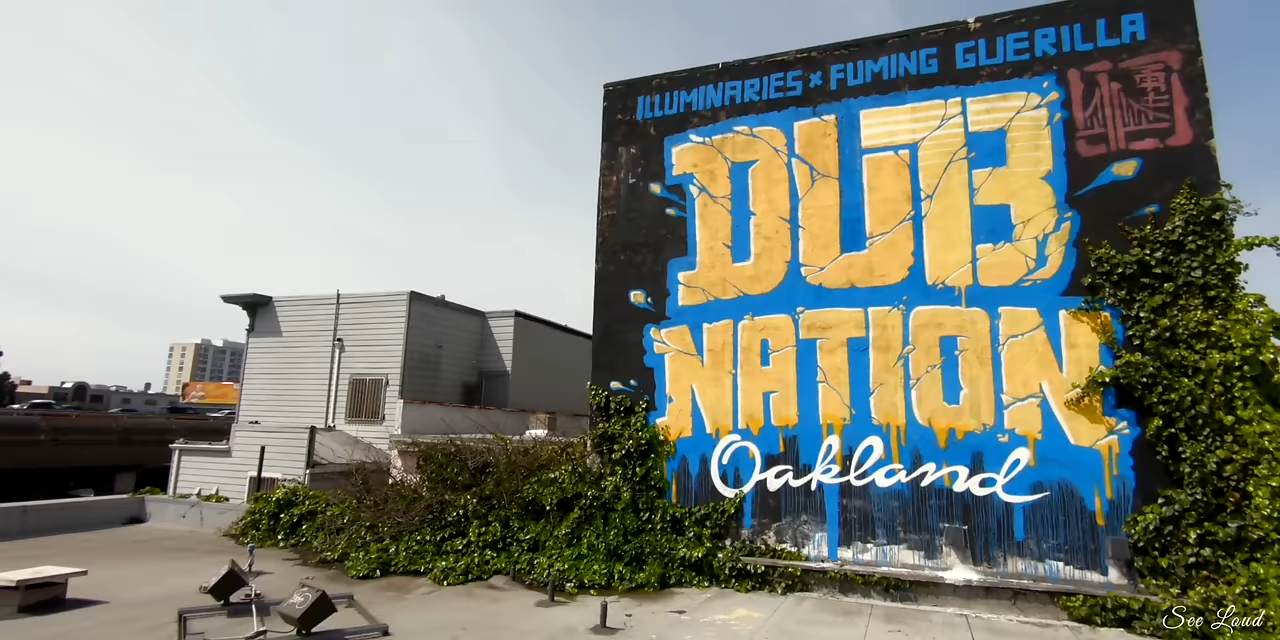 ILLUMINARIES x FUMING GUERILLA
DUB
NATION
Oakland
See Loud